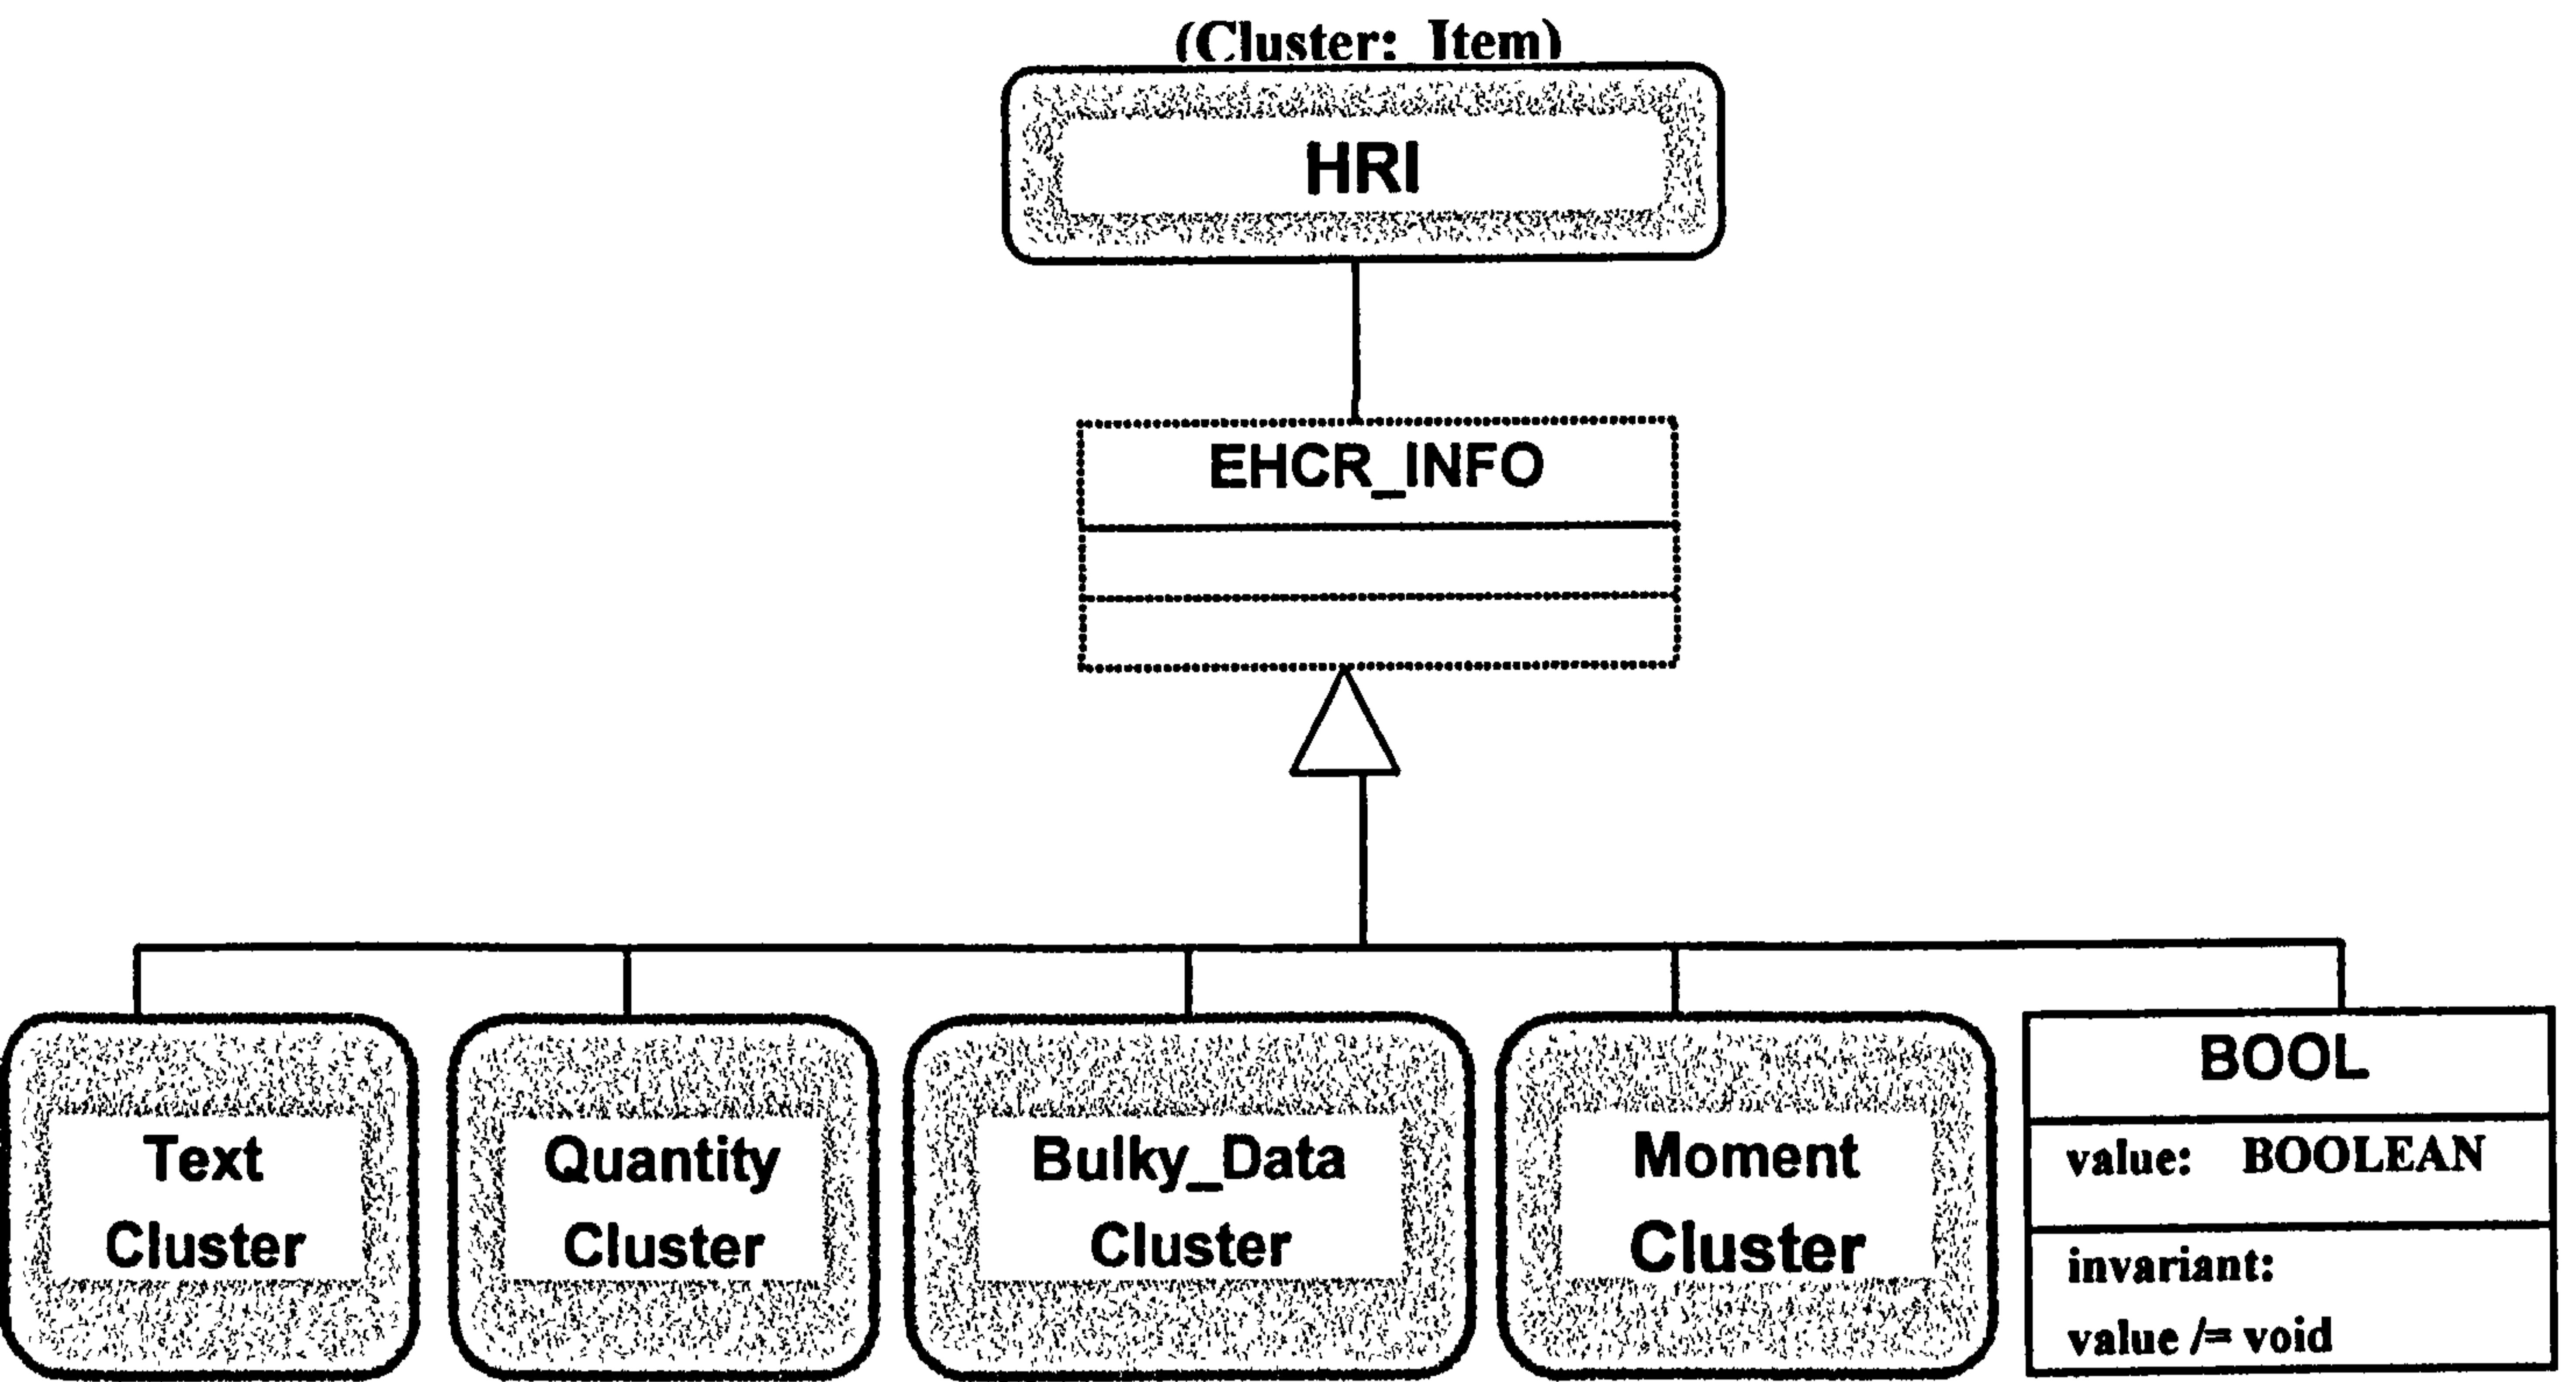 (Cluster: Item)
HRI
EHCR_INFO
Text
Cluster
Quantity
Cluster
Bulky_Data
Cluster
Moment
Cluster
BOOL
value: BOOLEAN
invariant:
value /= void